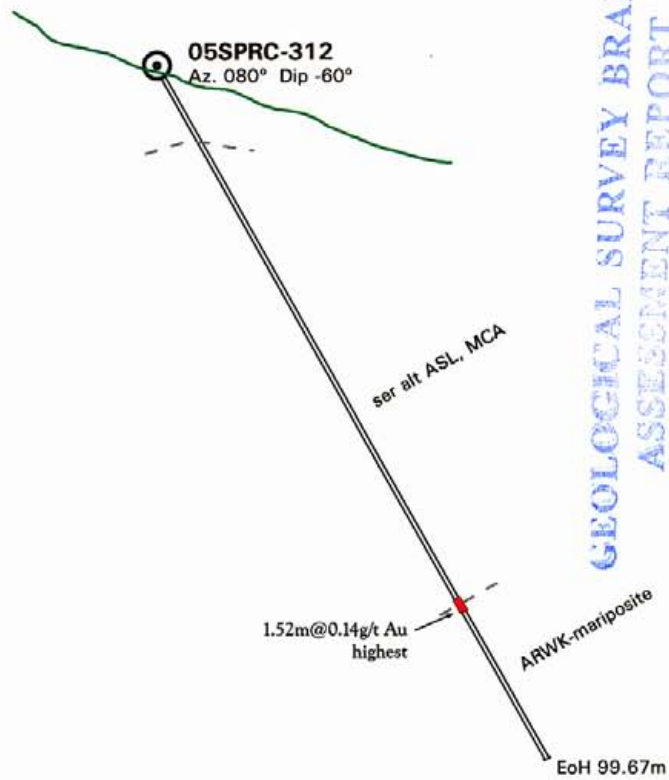 05SPRC-312
Az. 080° Dip -60°
ser alt ASL, MCA
1.52m@0.14g/t Au
highest
ARWK-mariposite
EoH 99.67m
GEOLOGICAL SURVEY BRA
ASSESSMENT REPORT